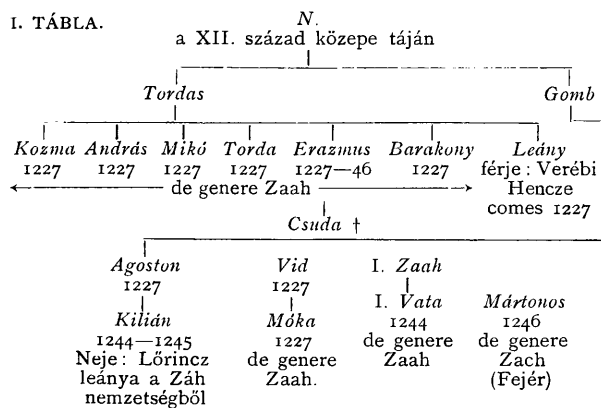 I. TÁBLA.
N.
a XII. század közepe táján
Tordas Gomb
Kozma András Mikó Torda Erazmus Barakony Leány
1227 1227 1227 1227 1227—46 1227 férje: Verébi
de genere Zaah Hencze
comes 1227
Csuda †
Agoston Vid I. Zaah
1227 1227
Kilián Móka I. Vata Mártonos
1244—1245 1227 1244 1246
Neje: Lőrincz de genere de genere de genere
leánya a Záh Zaah. Zaah Zach
nemzetségből (Fejér)